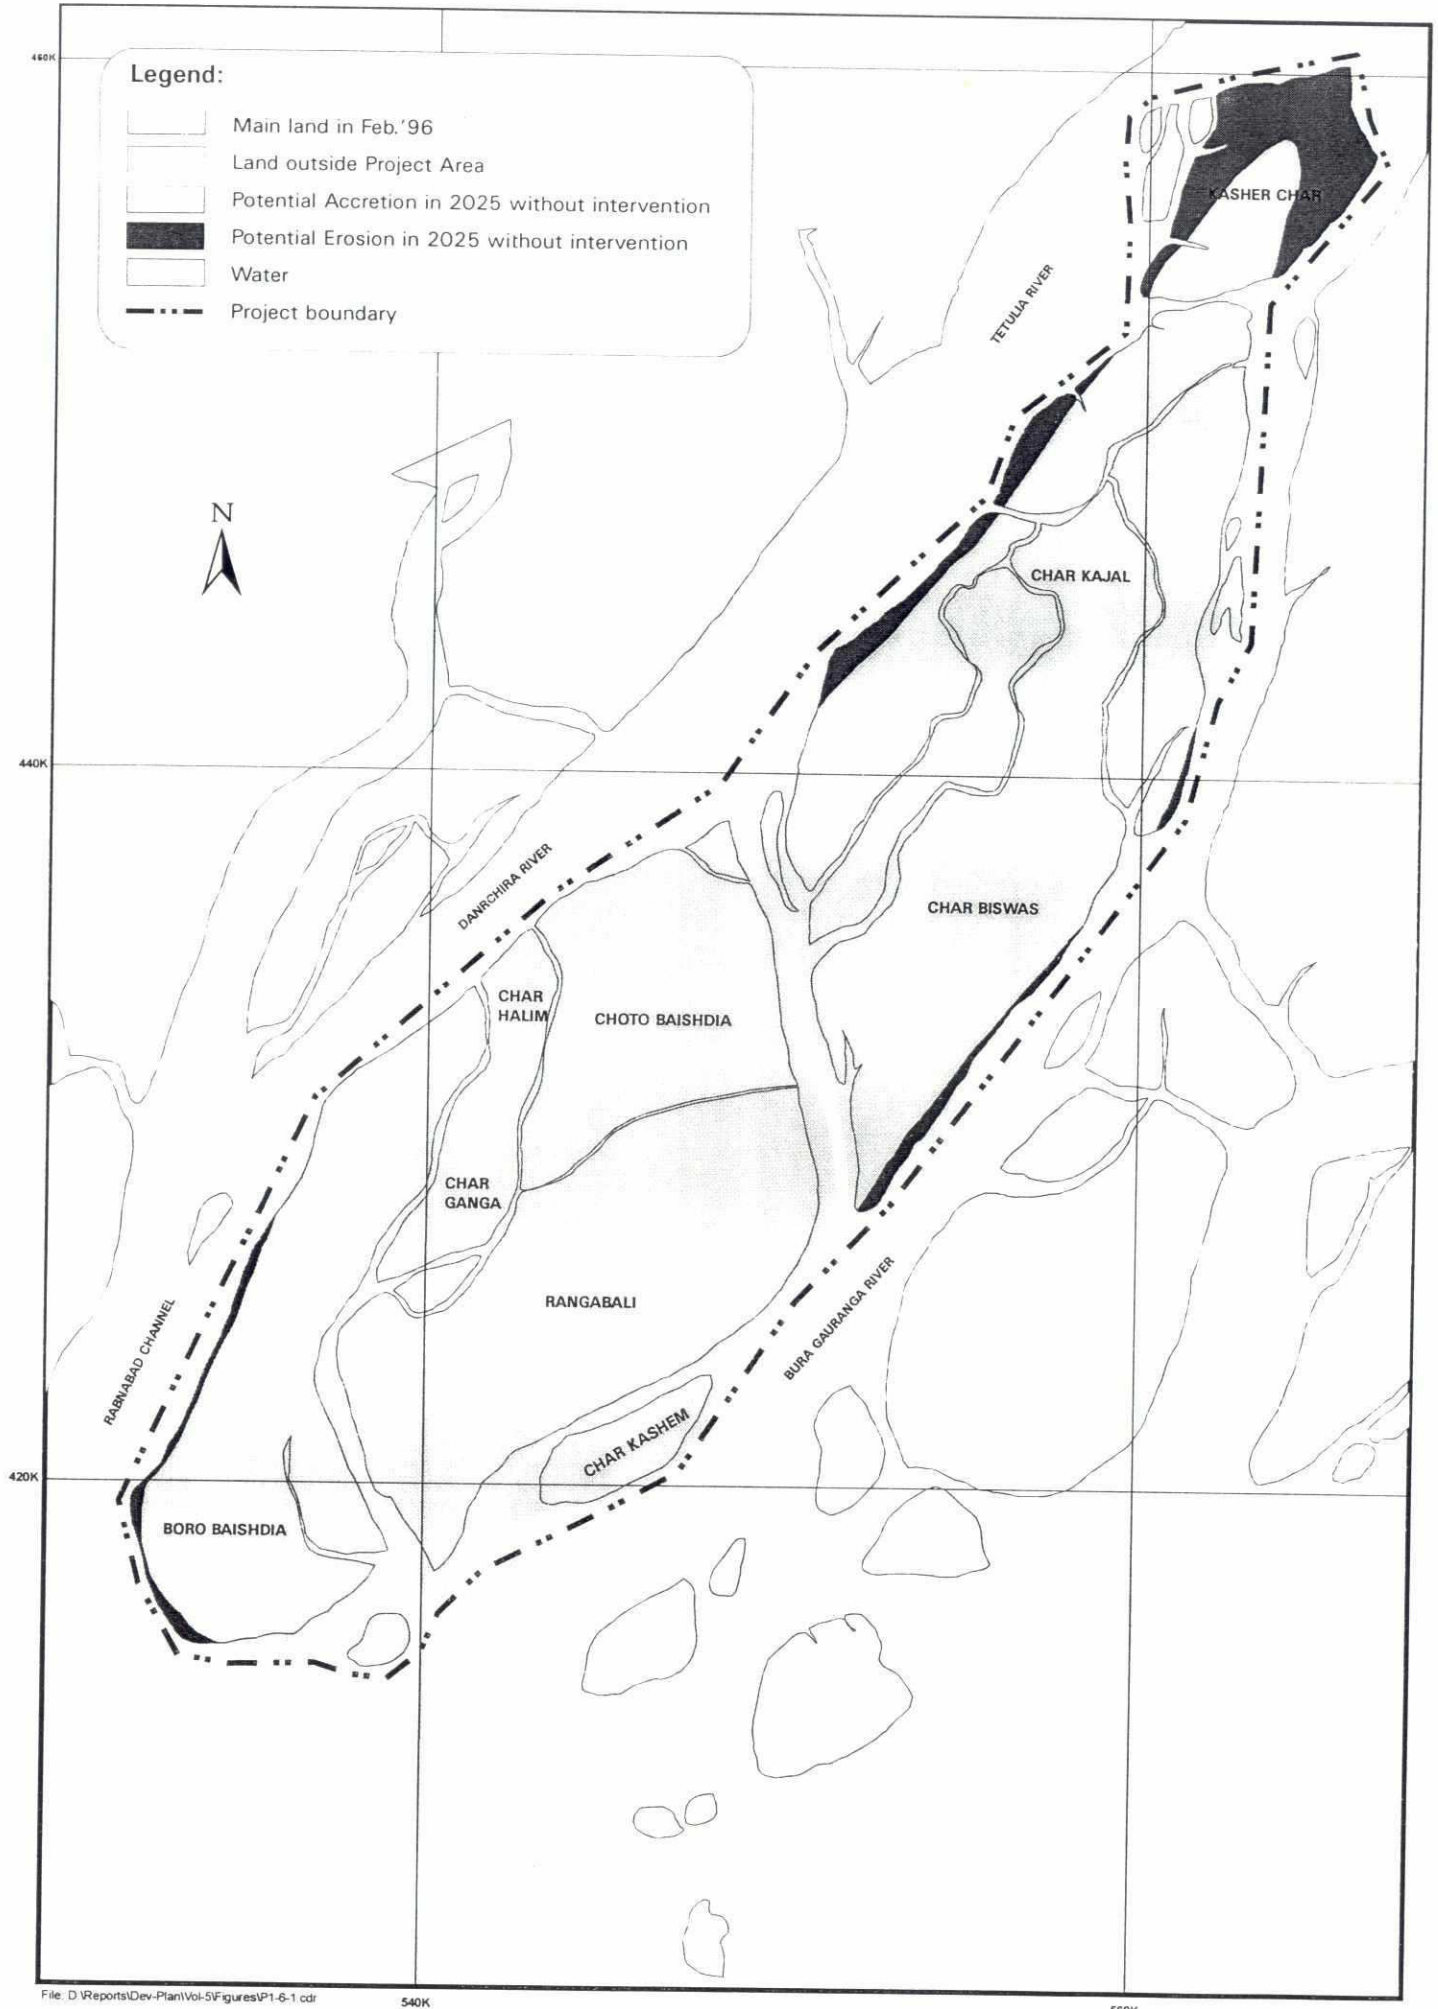 460K
Legend:
Main land in Feb.'96
Land outside Project Area
Potential Accretion in 2025 without intervention
Potential Erosion in 2025 without intervention
Water
Project boundary
KASHER CHAR
TETULIA RIVER
N
CHAR KAJAL
440K
DANRCHIRA RIVER
CHAR BISWAS
CHAR
HALIM
CHOTO BAISHDIA
CHAR
GANGA
RANGABALI
BURA GAURANGA RIVER
RABNABAD CHANNEL
CHAR KASHEM
420K
BORO BAISHDIA
File: D:\Reports\Dev-Plan\Vol-5\Figures\P1-6-1.cdr
540K
560K